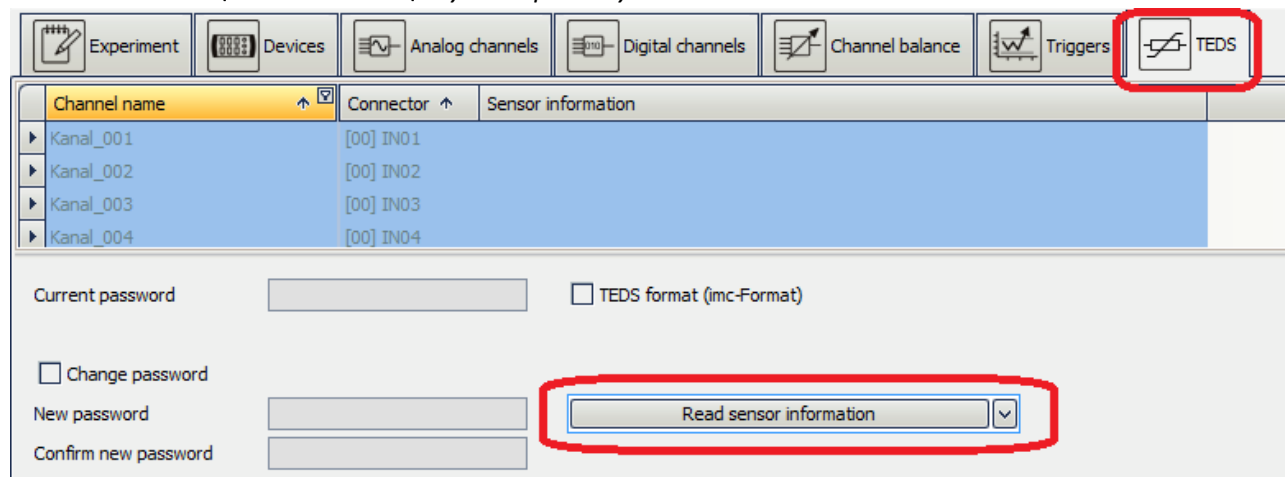 Experiment Devices Analog channels Digital channels Channel balance Triggers TEDS
Channel name Connector Sensor information
Kanal_001 [00] IN01
Kanal_002 [00] IN02
Kanal_003 [00] IN03
Kanal_004 [00] IN04
Current password TEDS format (imc-Format)
Change password
New password Read sensor information
Confirm new password